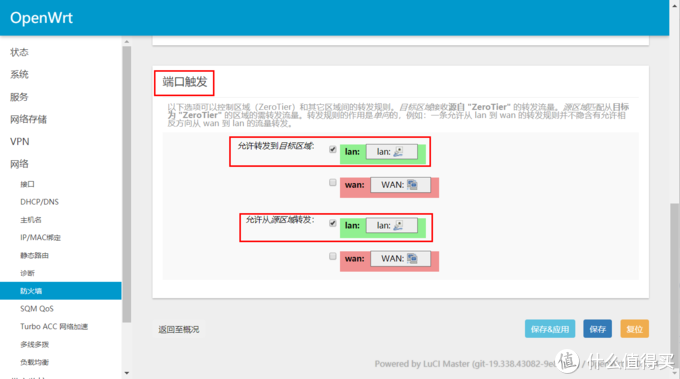 OpenWrt
状态
系统
服务
网络存储
VPN
网络
接口
DHCP/DNS
主机名
IP/MAC绑定
静态路由
诊断
防火墙
SQM QoS
Turbo ACC 网络加速
多线多拨
负载均衡
端口触发
以下选项可以控制区域（ZeroTier）和其它区域间的转发规则。目标区域接收源自 "ZeroTier" 的转发流量。源区域匹配从目标
为 "ZeroTier" 的区域的需转发流量。转发规则的作用是单向的，例如：一条允许从 lan 到 wan 的转发规则并不隐含有允许相
反方向从 wan 到 lan 的流量转发。
允许转发到目标区域：
lan: lan:
wan: WAN:
允许从源区域转发：
lan: lan:
wan: WAN:
返回至概况
保存&应用
保存
复位
Powered by LuCI Master (git-19.338.43082-
值 什么值得买